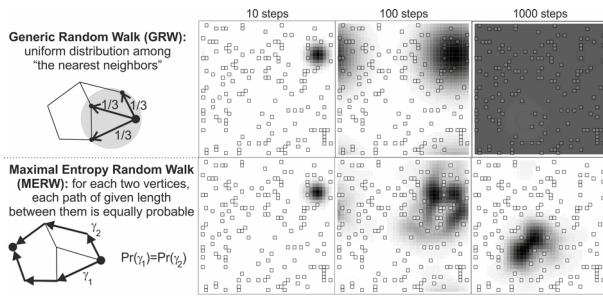 10 steps
100 steps
1000 steps
Generic Random Walk (GRW):
uniform distribution among
"the nearest neighbors"
1/3
1/3
1/3
Maximal Entropy Random Walk
(MERW): for each two vertices,
each path of given length
between them is equally probable
γ₂
γ₁
Pr(γ₁)=Pr(γ₂)